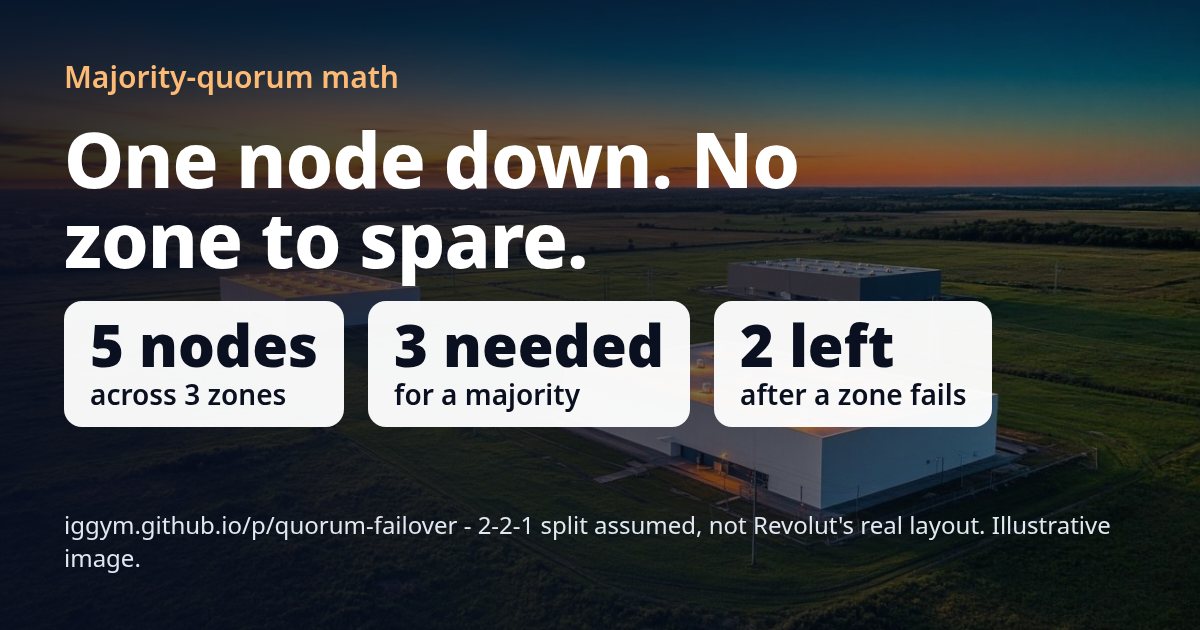 Majority-quorum math
One node down. No
zone to spare.
5 nodes
across 3 zones
3 needed
for a majority
2 left
after a zone fails
iggym.github.io/p/quorum-failover - 2-2-1 split assumed, not Revolut's real layout. Illustrative
image.